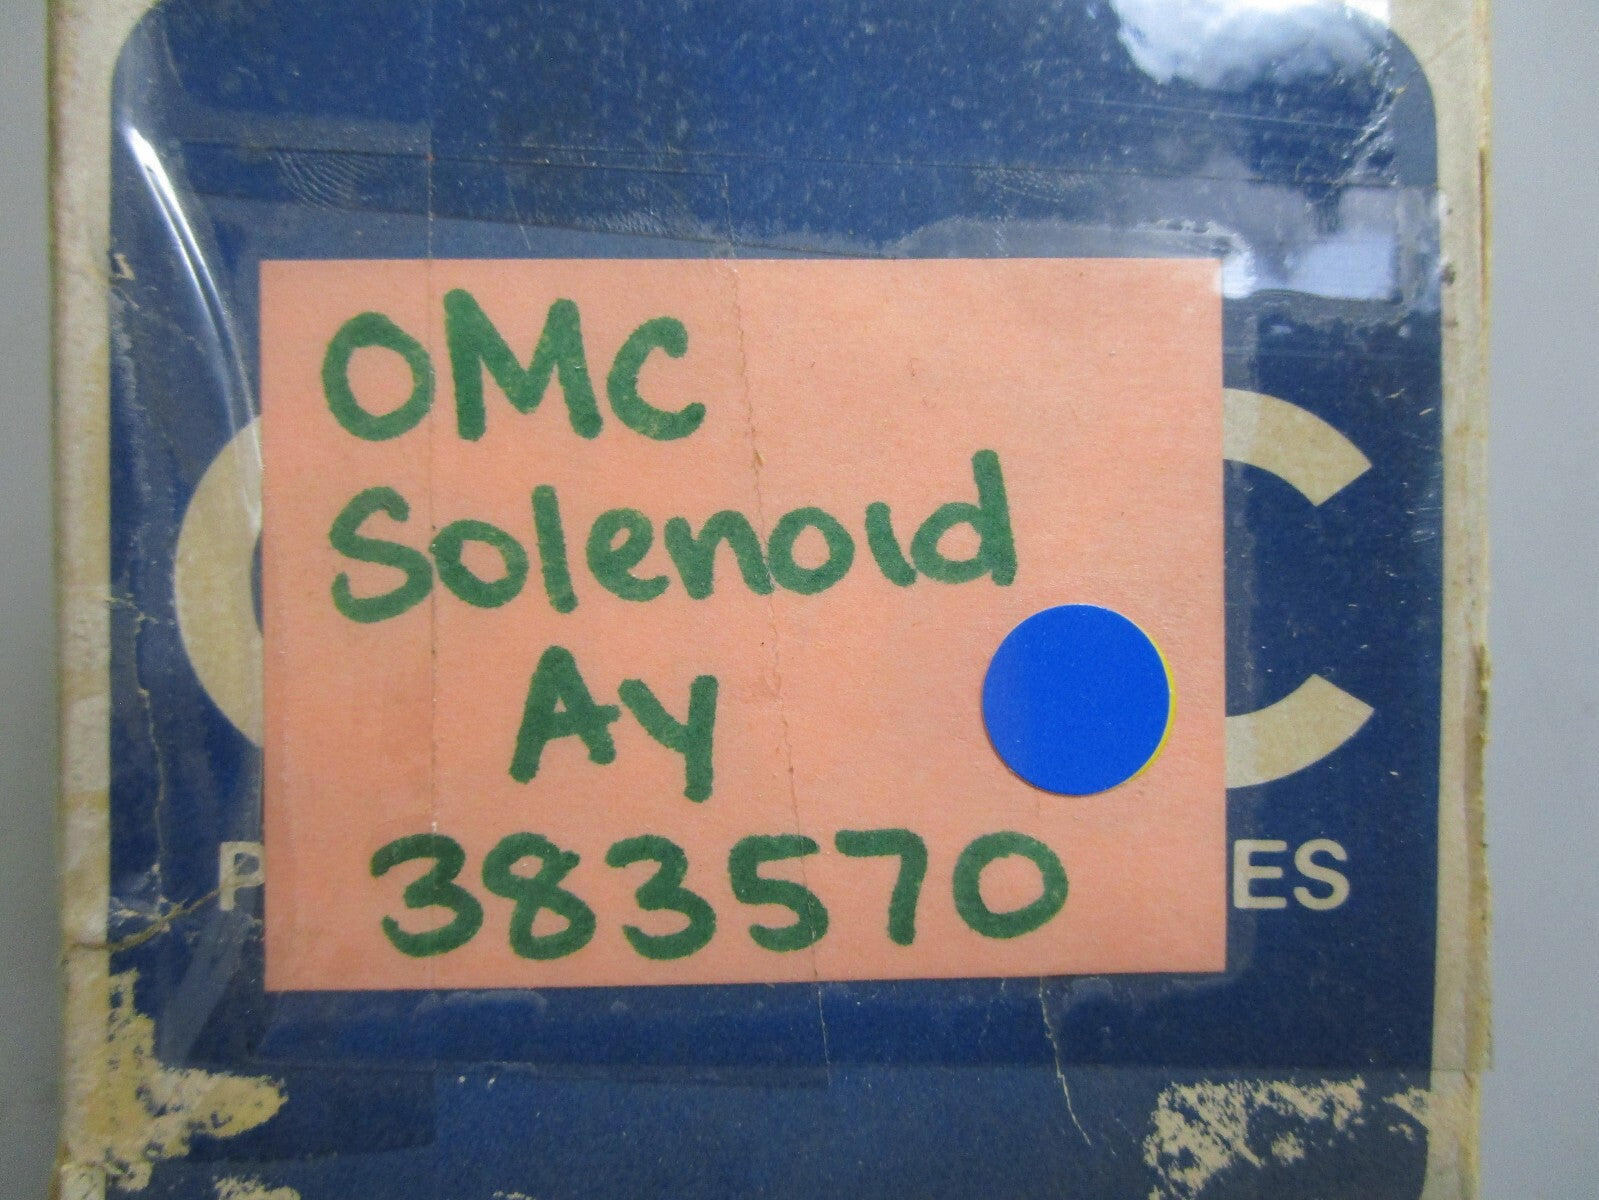 OMC
Solenoid
Ay
383570
C
P ES